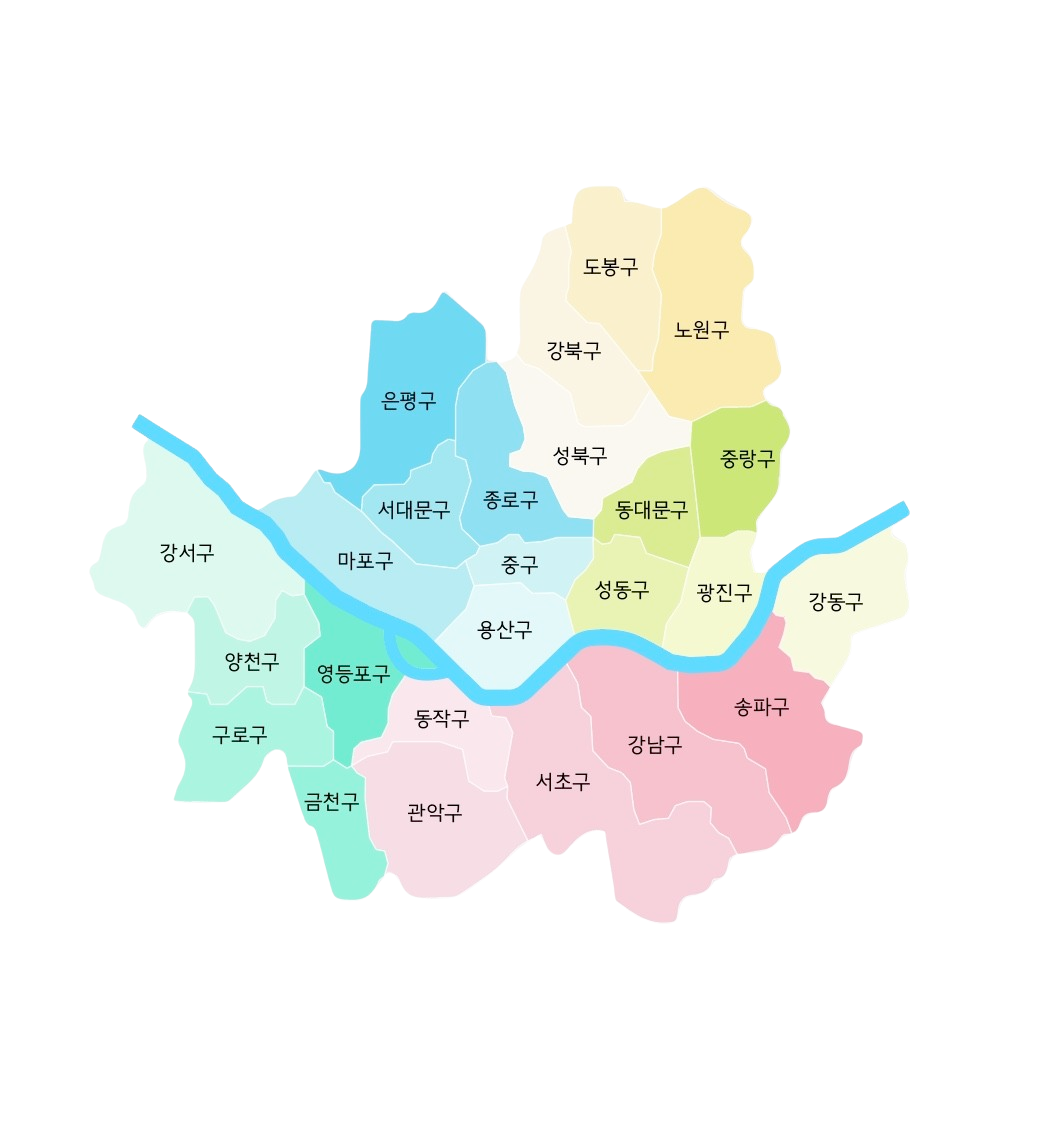 도봉구
노원구
강북구
은평구
성북구
중랑구
서대문구
종로구
동대문구
강서구
마포구
중구
성동구
광진구
강동구
용산구
양천구
영등포구
동작구
송파구
구로구
강남구
서초구
금천구
관악구